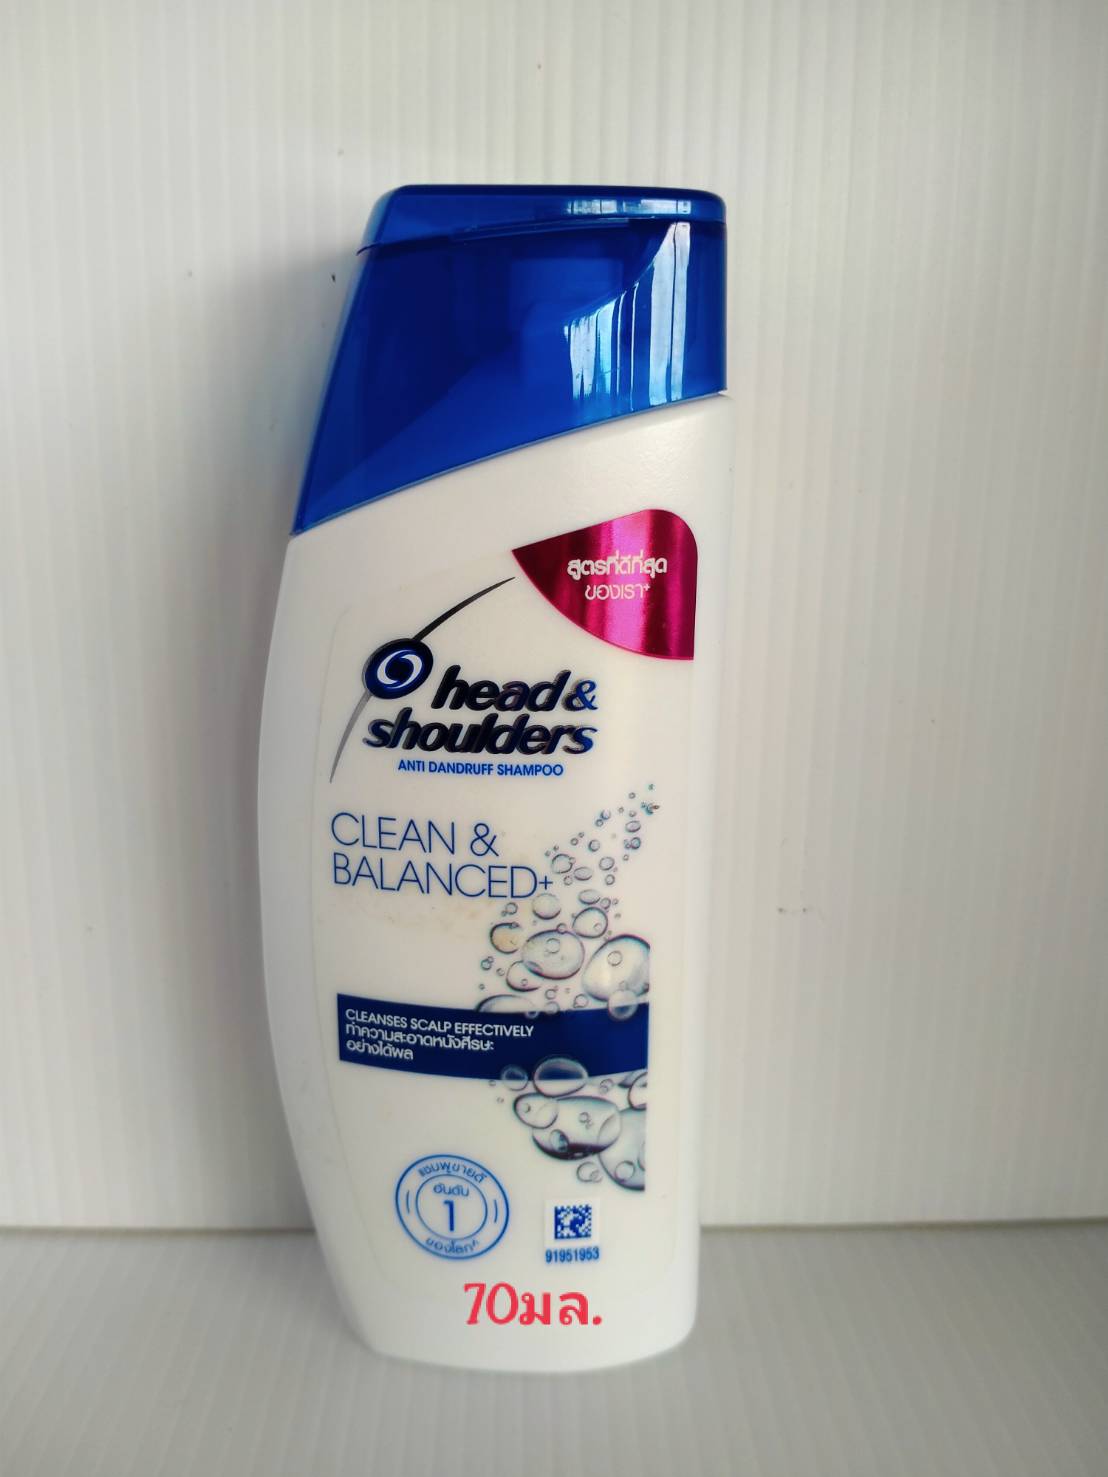 สูตรที่ดีที่สุด
ของเรา+
head &
shoulders
ANTI DANDRUFF SHAMPOO
CLEAN &
BALANCED+
CLEANSES SCALP EFFECTIVELY
ทำความสะอาดหนังศีรษะ
อย่างได้ผล
แชมพูขายดี
อันดับ
1
ของโลก^
91951953
70มล.